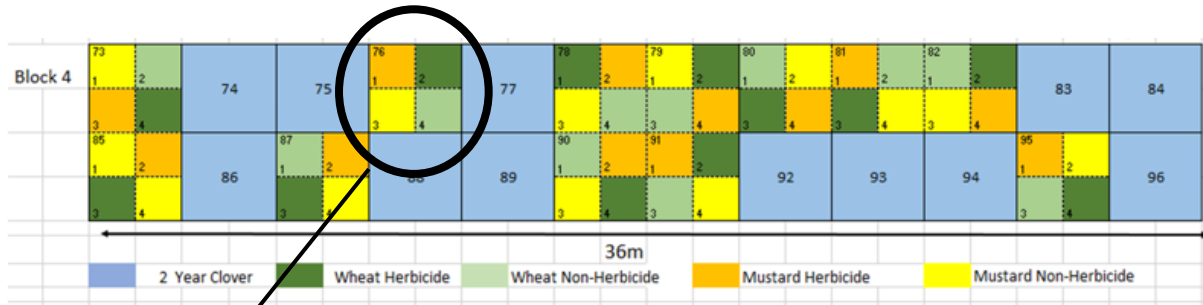 73 76 78 79 80 81 82
Block 4 1 2 74 75 1 2 77 1 2 1 2 1 2 1 2 1 2 83 84
3 4 3 4 3 4 3 4 3 4 3 4 3 4
85 87 90 91 95
1 2 86 1 2 89 1 2 1 2 92 93 94 1 2 96
3 4 3 4 3 4 3 4 3 4
36m
2 Year Clover Wheat Herbicide Wheat Non-Herbicide Mustard Herbicide Mustard Non-Herbicide